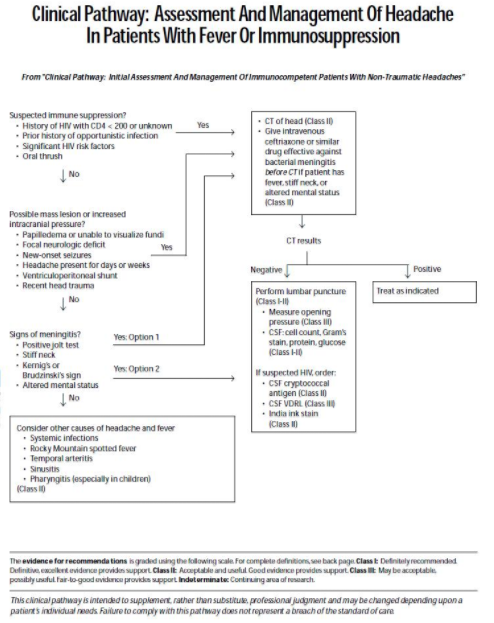 Clinical Pathway: Assessment And Management Of Headache
In Patients With Fever Or Immunosuppression
From "Clinical Pathway: Initial Assessment And Management Of Immunocompetent Patients With Non-Traumatic Headaches"
Suspected immune suppression?
• History of HIV with CD4 < 200 or unknown
• Prior history of opportunistic infection
• Significant HIV risk factors
• Oral thrush
Yes
No
• CT of head (Class II)
• Give intravenous
ceftriaxone or similar
drug effective against
bacterial meningitis
before CT if patient has
fever, stiff neck, or
altered mental status
(Class II)
Possible mass lesion or increased
intracranial pressure?
• Papilledema or unable to visualize fundi
• Focal neurologic deficit
• New-onset seizures
• Headache present for days or weeks
• Ventriculoperitoneal shunt
• Recent head trauma
Yes
No
CT results
Negative
Positive
Perform lumbar puncture
(Class I-II)
• Measure opening
pressure (Class III)
• CSF: cell count, Gram's
stain, protein, glucose
(Class I-II)
If suspected HIV, order:
• CSF cryptococcal
antigen (Class II)
• CSF VDRL (Class III)
• India ink stain
(Class II)
Treat as indicated
Signs of meningitis?
• Positive jolt test
• Stiff neck
• Kernig's or
Brudzinski's sign
• Altered mental status
Yes: Option 1
Yes: Option 2
No
Consider other causes of headache and fever
• Systemic infections
• Rocky Mountain spotted fever
• Temporal arteritis
• Sinusitis
• Pharyngitis (especially in children)
(Class II)
The evidence for recommendations is graded using the following scale. For complete definitions, see back page. Class I: Definitely recommended.
Definitive, excellent evidence provides support. Class II: Acceptable and useful. Good evidence provides support. Class III: May be acceptable,
possibly useful. Fair-to-good evidence provides support. Indeterminate: Continuing area of research.
This clinical pathway is intended to supplement, rather than substitute, professional judgment and may be changed depending upon a
patient's individual needs. Failure to comply with this pathway does not represent a breach of the standard of care.